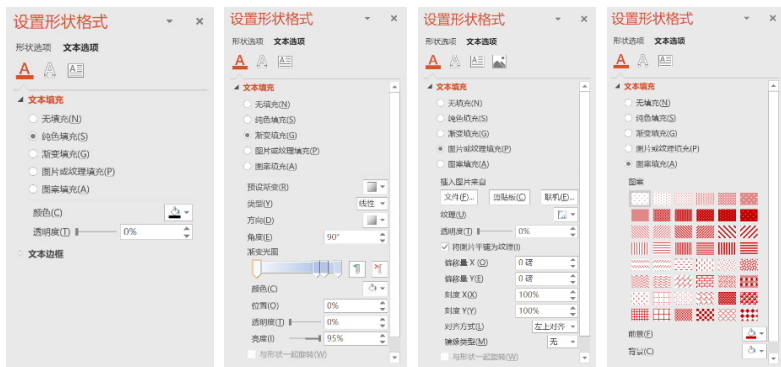 设置形状格式
形状选项 文本选项
文本填充
无填充(N)
纯色填充(S)
渐变填充(G)
图片或纹理填充(P)
图案填充(A)
颜色(C)
透明度(T) 0%
文本边框
设置形状格式
形状选项 文本选项
文本填充
无填充(N)
纯色填充(S)
渐变填充(G)
图片或纹理填充(P)
图案填充(A)
预设渐变(R)
类型(Y) 线性
方向(D)
角度(E) 90°
渐变光圈
颜色(C)
位置(O) 0%
透明度(T) 0%
亮度(I) 95%
与形状一起旋转(W)
设置形状格式
形状选项 文本选项
文本填充
无填充(N)
纯色填充(S)
渐变填充(G)
图片或纹理填充(P)
图案填充(A)
插入图片来自
文件(F)... 剪贴板(C) 联机(E)...
纹理(U)
透明度(T) 0%
将图片平铺为纹理(I)
偏移量 X (O) 0 磅
偏移量 Y(E) 0 磅
刻度 X(X) 100%
刻度 Y(Y) 100%
对齐方式(L) 左上对齐
镜像类型(M) 无
与形状一起旋转(W)
设置形状格式
形状选项 文本选项
文本填充
无填充(N)
纯色填充(S)
渐变填充(G)
图片或纹理填充(P)
图案填充(A)
图案
前景(F)
背景(C)